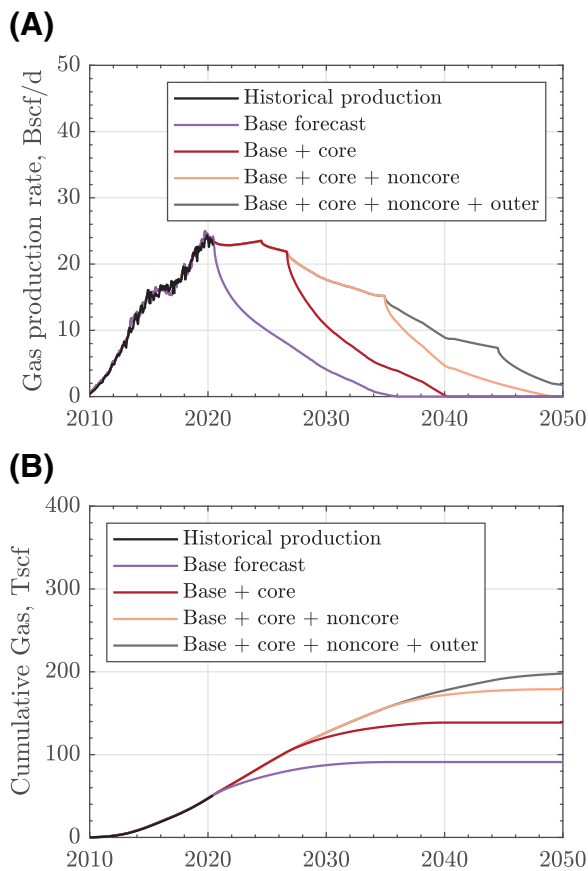 (A)
Gas production rate, Bscf/d
50
40
30
20
10
0
Historical production
Base forecast
Base + core
Base + core + noncore
Base + core + noncore + outer
2010 2020 2030 2040 2050
(B)
Cumulative Gas, Tscf
400
300
200
100
0
Historical production
Base forecast
Base + core
Base + core + noncore
Base + core + noncore + outer
2010 2020 2030 2040 2050